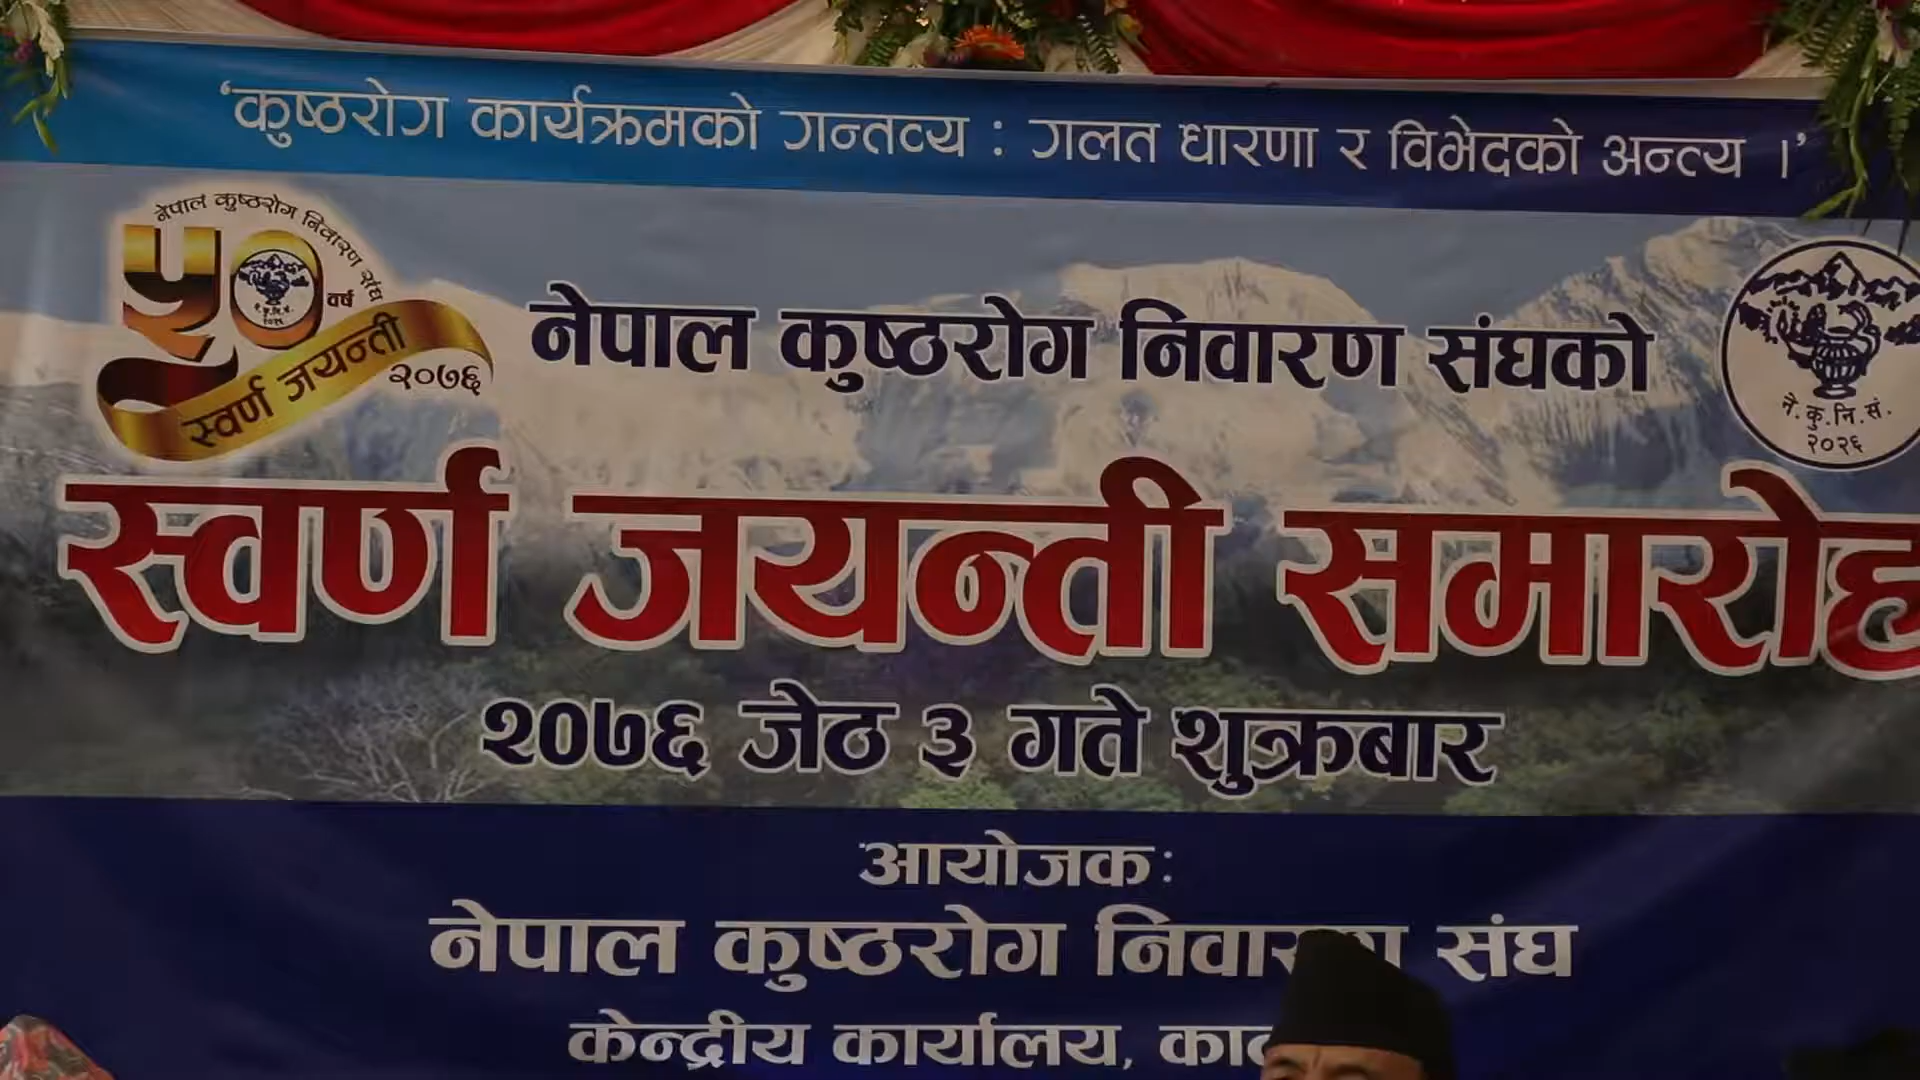 ‘कुष्ठरोग कार्यक्रमको गन्तव्य : गलत धारणा र विभेदको अन्त्य ।’
नेपाल कुष्ठरोग निवारण संघ
५० वर्ष
स्वर्ण जयन्ती
२०७६
नेपाल कुष्ठरोग निवारण संघको
ने.कु.नि.सं.
२०२६
स्वर्ण जयन्ती समारोह
२०७६ जेठ ३ गते शुक्रबार
आयोजक:
नेपाल कुष्ठरोग निवारण संघ
केन्द्रीय कार्यालय,